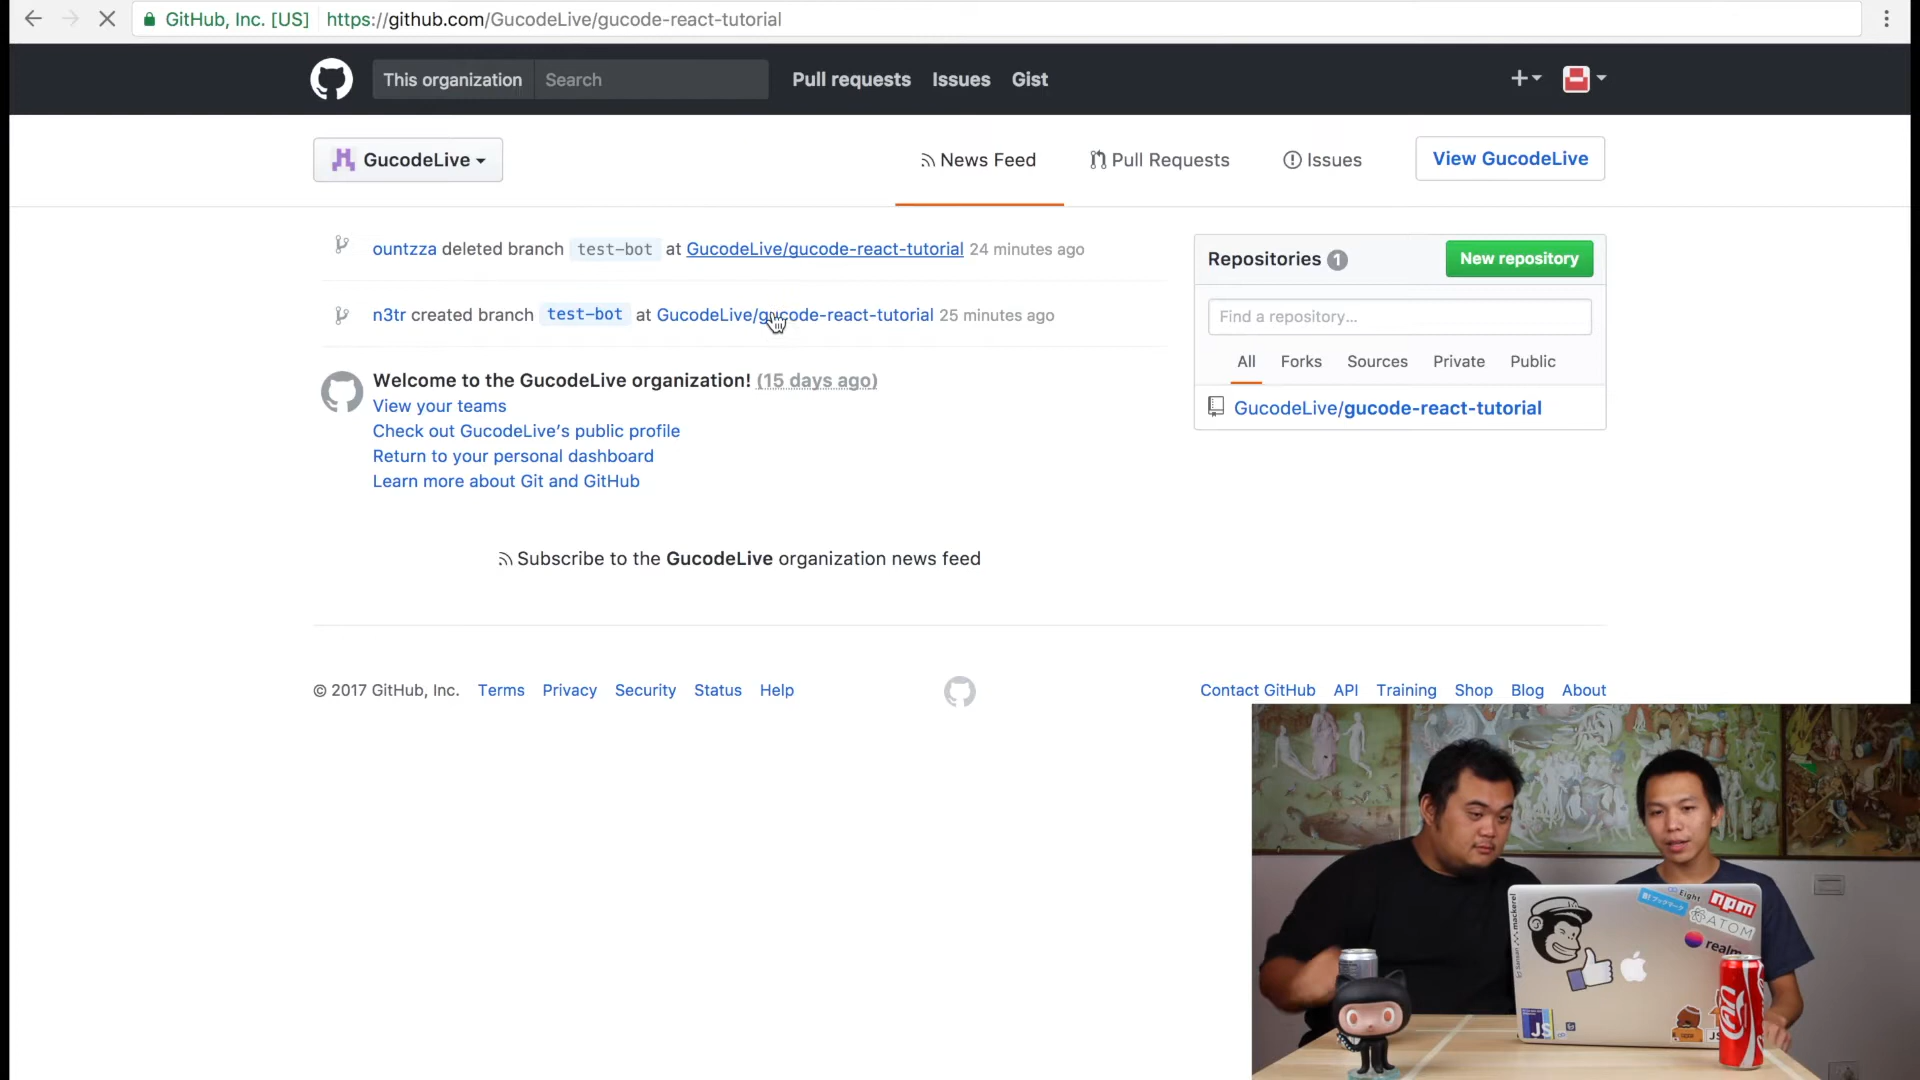 GitHub, Inc. [US] https://github.com/GucodeLive/gucode-react-tutorial
This organization Search Pull requests Issues Gist
GucodeLive News Feed Pull Requests Issues View GucodeLive
ountzza deleted branch test-bot at GucodeLive/gucode-react-tutorial 24 minutes ago
n3tr created branch test-bot at GucodeLive/gucode-react-tutorial 25 minutes ago
Welcome to the GucodeLive organization! (15 days ago)
View your teams
Check out GucodeLive’s public profile
Return to your personal dashboard
Learn more about Git and GitHub
Subscribe to the GucodeLive organization news feed
Repositories 1 New repository
Find a repository…
All Forks Sources Private Public
GucodeLive/gucode-react-tutorial
© 2017 GitHub, Inc. Terms Privacy Security Status Help
Contact GitHub API Training Shop Blog About
Eight
npm
ATOM
realm
mackerel
JS
JS